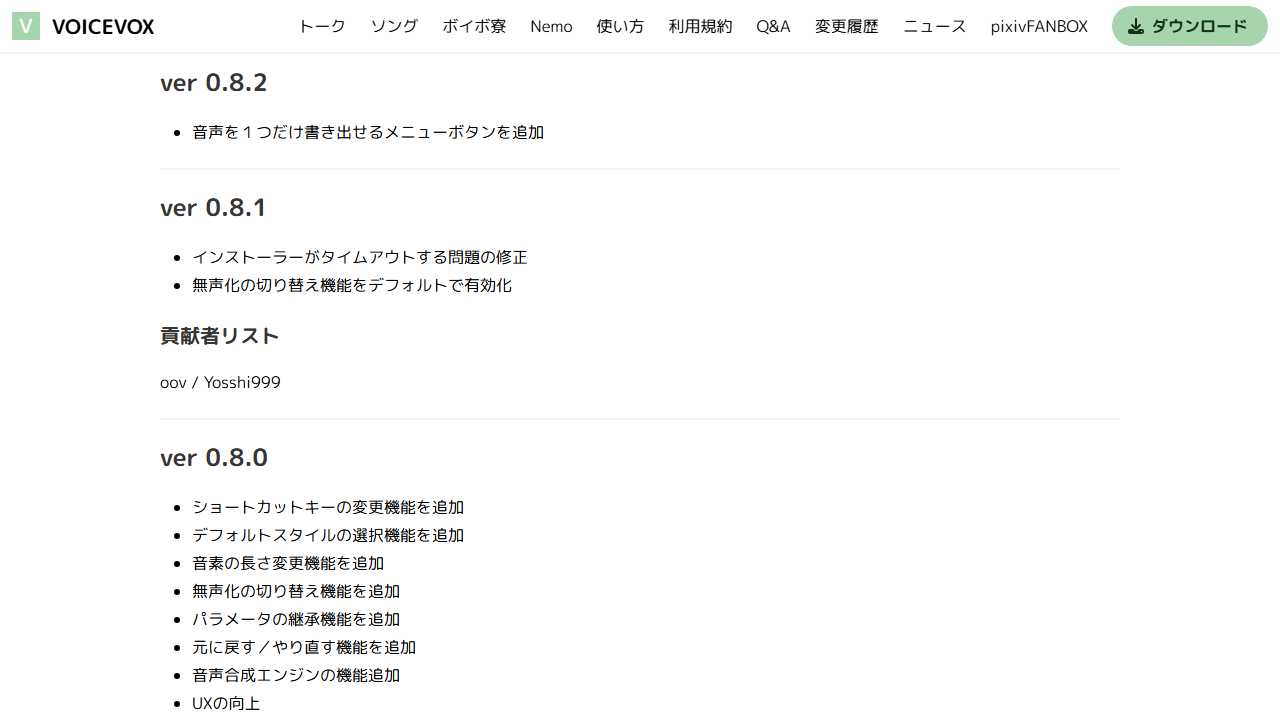 V VOICEVOX トーク ソング ボイボ寮 Nemo 使い方 利用規約 Q&A 変更履歴 ニュース pixivFANBOX ダウンロード
ver 0.8.2
音声を１つだけ書き出せるメニューボタンを追加
ver 0.8.1
インストーラーがタイムアウトする問題の修正
無声化の切り替え機能をデフォルトで有効化
貢献者リスト
oov / Yosshi999
ver 0.8.0
ショートカットキーの変更機能を追加
デフォルトスタイルの選択機能を追加
音素の長さ変更機能を追加
無声化の切り替え機能を追加
パラメータの継承機能を追加
元に戻す／やり直す機能を追加
音声合成エンジンの機能追加
UXの向上